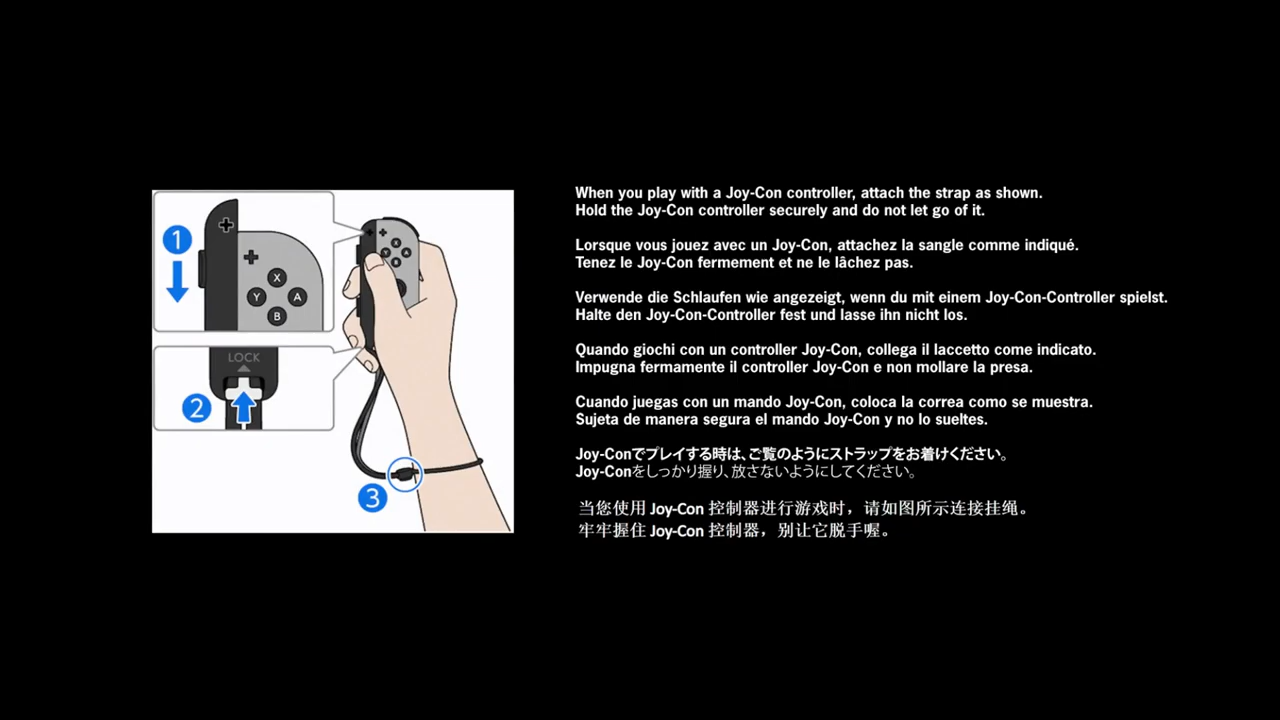 1
X
Y
A
B
LOCK
2
3
X
Y
A
B
When you play with a Joy-Con controller, attach the strap as shown.
Hold the Joy-Con controller securely and do not let go of it.
Lorsque vous jouez avec un Joy-Con, attachez la sangle comme indiqué.
Tenez le Joy-Con fermement et ne le lâchez pas.
Verwende die Schlaufen wie angezeigt, wenn du mit einem Joy-Con-Controller spielst.
Halte den Joy-Con-Controller fest und lasse ihn nicht los.
Quando giochi con un controller Joy-Con, collega il laccetto come indicato.
Impugna fermamente il controller Joy-Con e non mollare la presa.
Cuando juegas con un mando Joy-Con, coloca la correa como se muestra.
Sujeta de manera segura el mando Joy-Con y no lo sueltes.
Joy-Conでプレイする時は、ご覧のようにストラップをお着けください。
Joy-Conをしっかり握り、放さないようにしてください。
当您使用 Joy-Con 控制器进行游戏时，请如图所示连接挂绳。
牢牢握住 Joy-Con 控制器，别让它脱手喔。